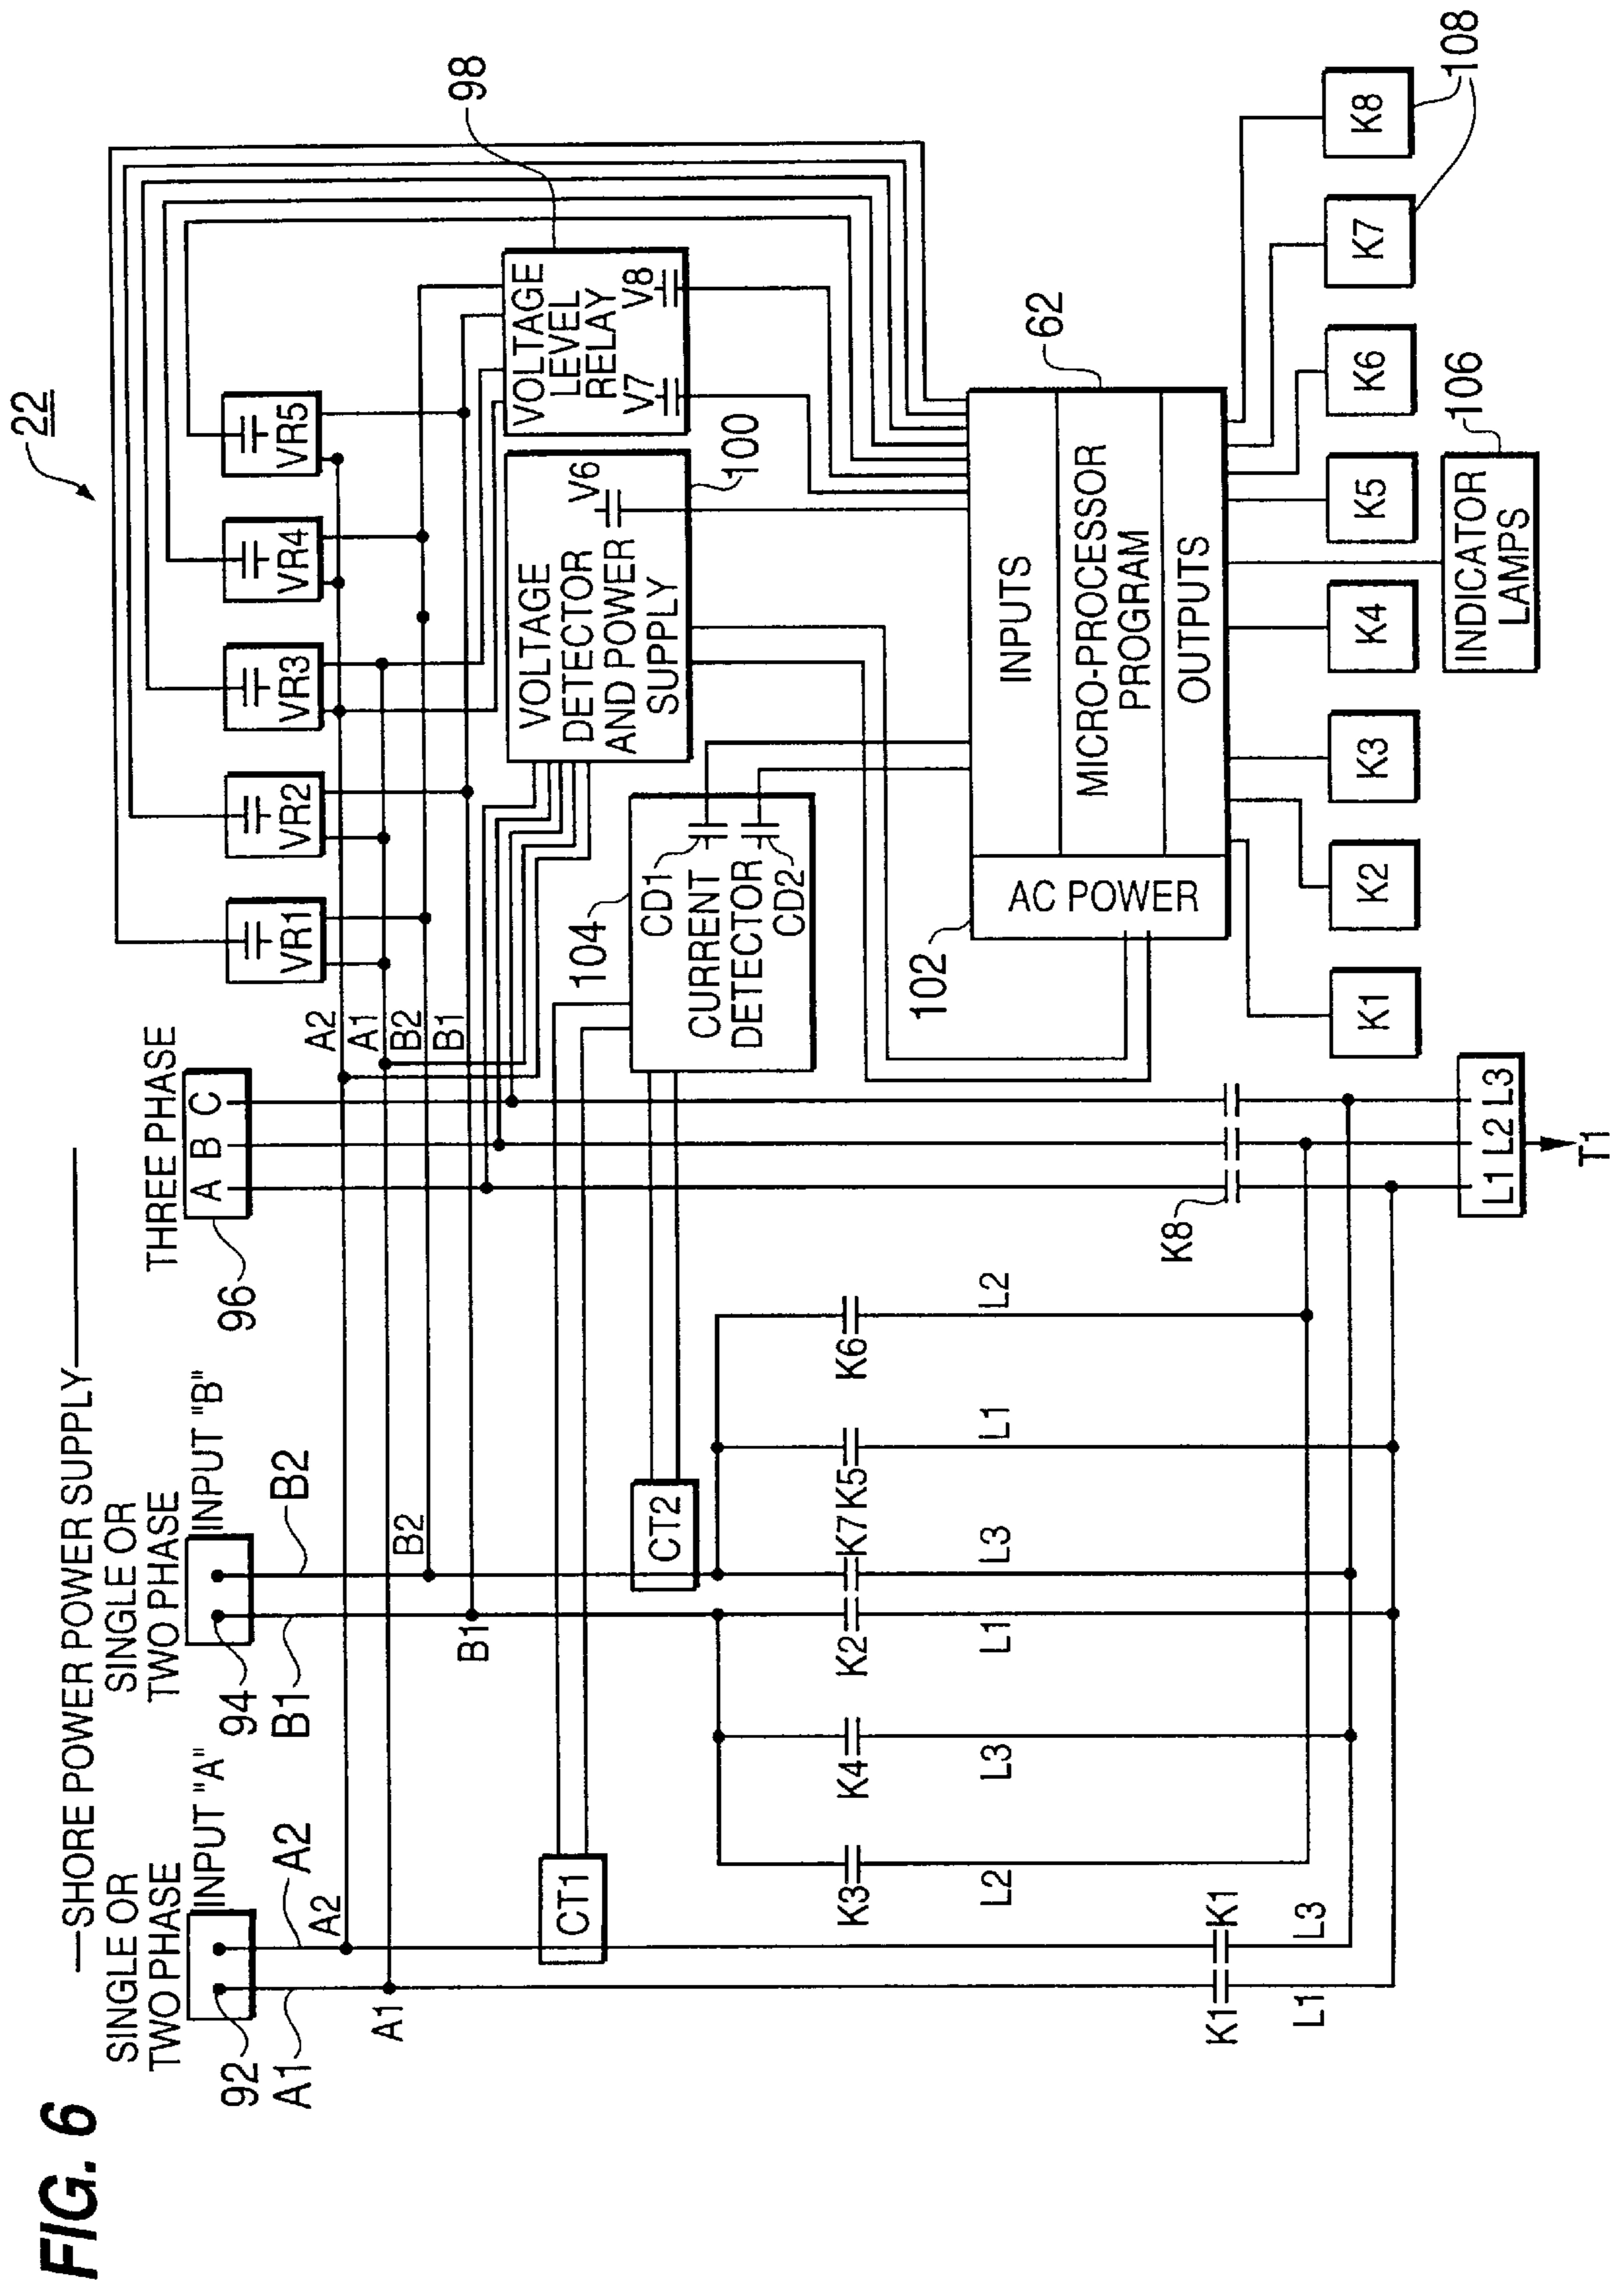 FIG. 6
22
SHORE POWER POWER SUPPLY
SINGLE OR
TWO PHASE
INPUT "A"
92
A1
A2
A2
A1
SINGLE OR
TWO PHASE
INPUT "B"
94
B1
B2
B2
B1
THREE PHASE
96
A B C
A2
A1
B2
B1
VR1
VR2
VR3
VR4
VR5
98
VOLTAGE
LEVEL
RELAY
V7
V8
VOLTAGE
DETECTOR
AND POWER
SUPPLY
V6
100
104
CD1
CURRENT
DETECTOR
CD2
CT1
CT2
62
INPUTS
MICRO-PROCESSOR
PROGRAM
OUTPUTS
AC POWER
102
K3
K4
K2
K7
K5
K6
L2
L3
L1
L3
L1
L2
K1
K1
L1
L3
K8
L1 L2 L3
T1
K1
K2
K3
K4
K5
K6
K7
K8
108
INDICATOR
LAMPS
106